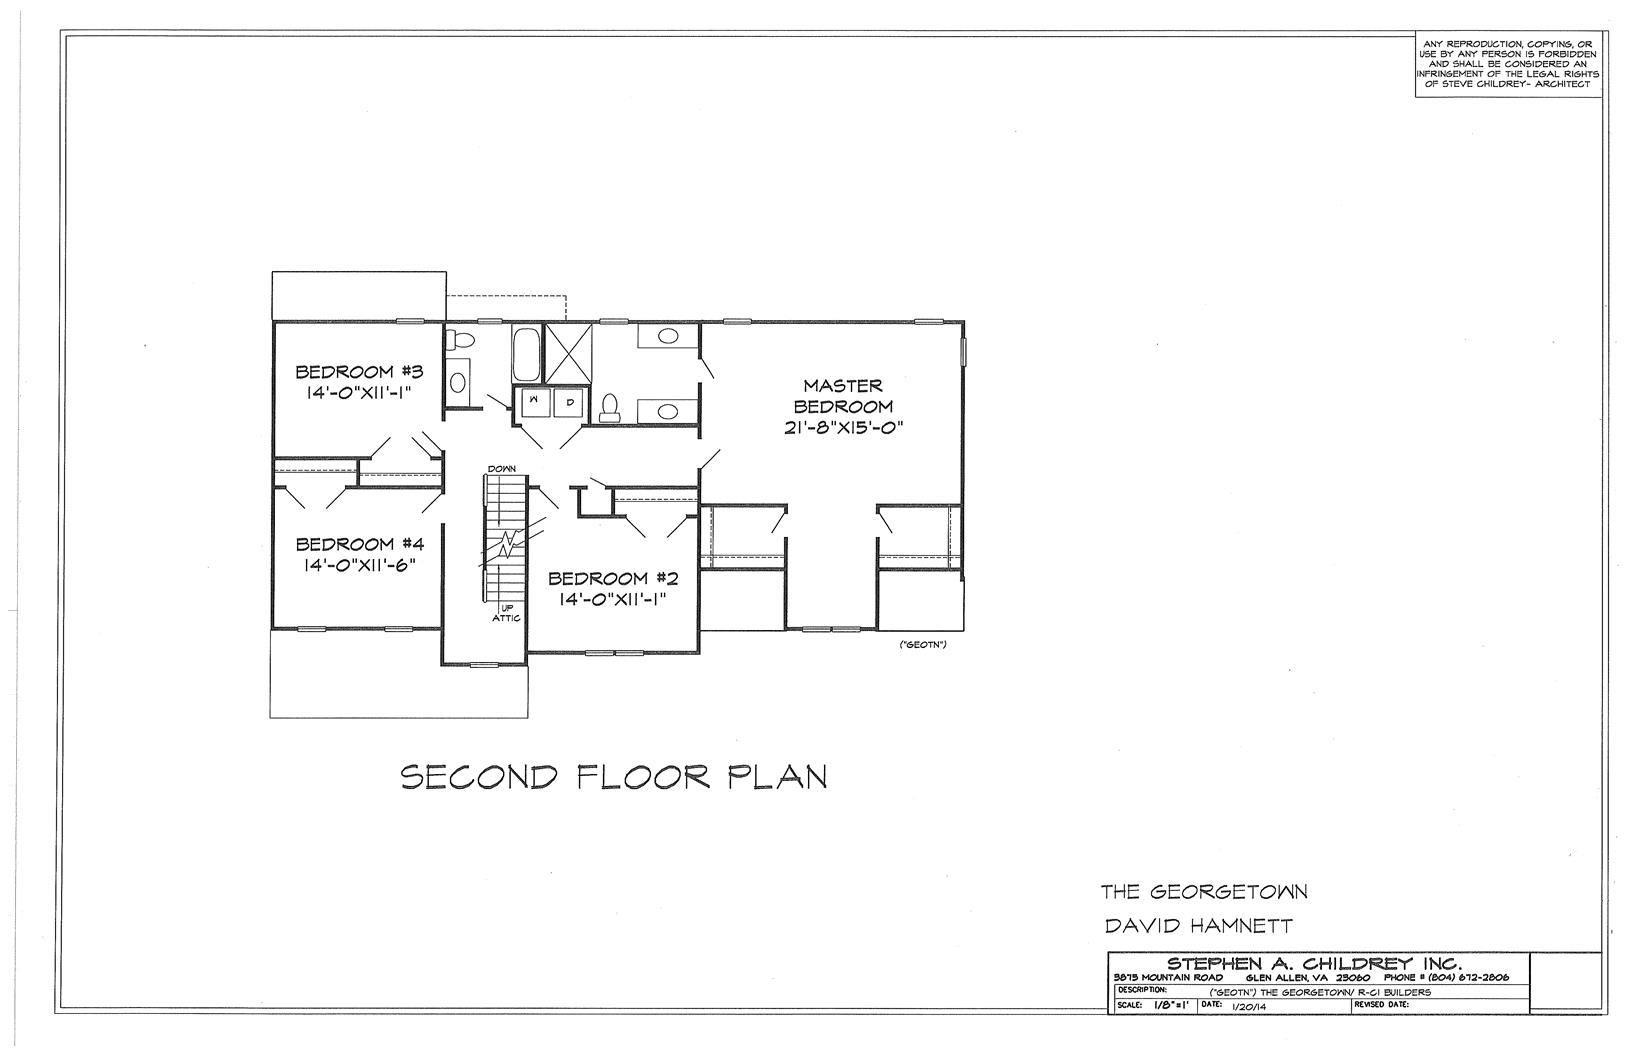 ANY REPRODUCTION, COPYING, OR
USE BY ANY PERSON IS FORBIDDEN
AND SHALL BE CONSIDERED AN
INFRINGEMENT OF THE LEGAL RIGHTS
OF STEVE CHILDREY- ARCHITECT
BEDROOM #3
14'-0"X11'-1"
MASTER
BEDROOM
21'-8"X15'-0"
W
D
DOWN
BEDROOM #4
14'-0"X11'-6"
BEDROOM #2
14'-0"X11'-1"
UP
ATTIC
("GEOTN")
SECOND FLOOR PLAN
THE GEORGETOWN
DAVID HAMNETT
STEPHEN A. CHILDREY INC.
3873 MOUNTAIN ROAD GLEN ALLEN, VA 23060 PHONE # (804) 672-2806
DESCRIPTION: ("GEOTN") THE GEORGETOWN/ R-CI BUILDERS
SCALE: 1/8"=1' DATE: 1/20/14 REVISED DATE: